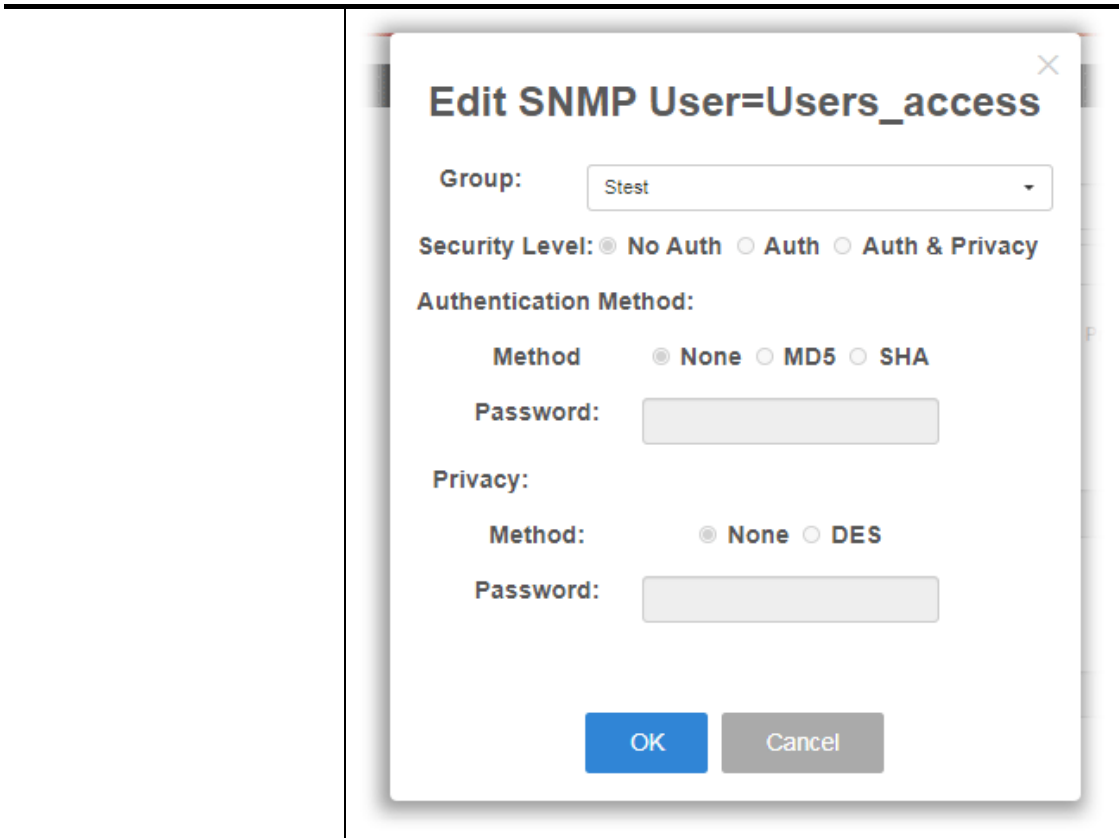 Edit SNMP User=Users_access
Group: Stest
Security Level: No Auth Auth Auth & Privacy
Authentication Method:
Method None MD5 SHA
Password:
Privacy:
Method: None DES
Password:
OK Cancel